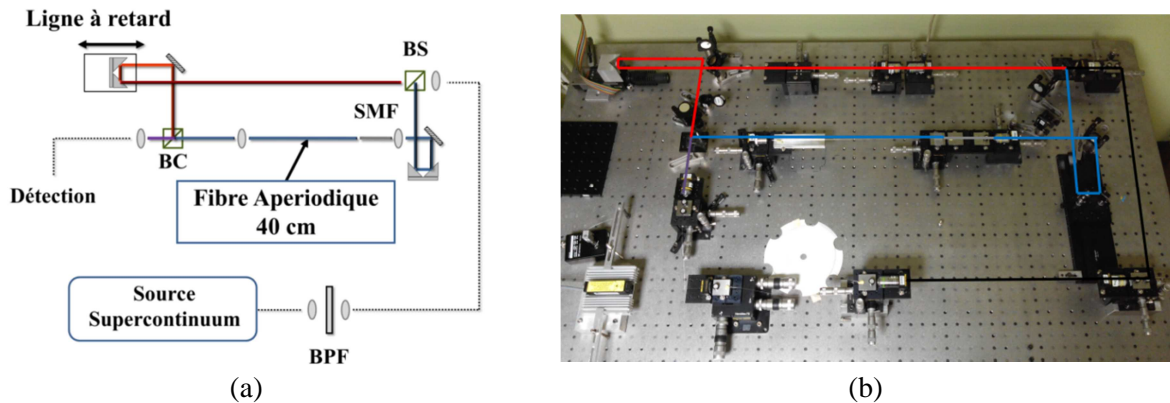 Ligne à retard
BS
SMF
BC
Détection
Fibre Aperiodique
40 cm
Source
Supercontinuum
BPF
(a)
(b)